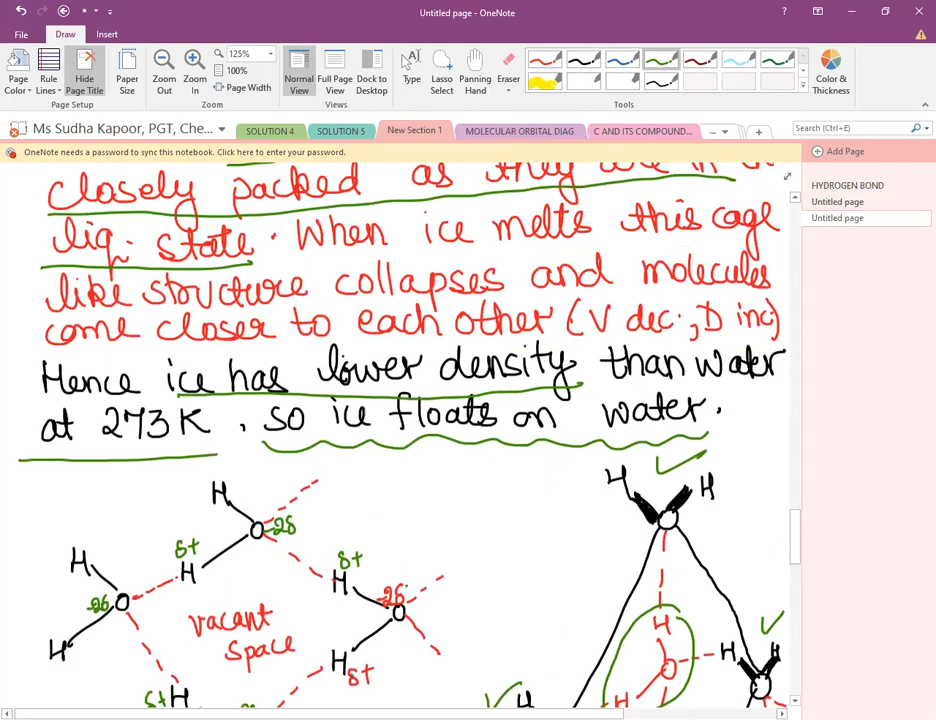 Untitled page - OneNote
File Draw Insert
Page Color Rule Lines Hide Page Title Paper Size Zoom Out Zoom In 125% 100% Page Width Normal View Full Page View Dock to Desktop Type Lasso Select Panning Hand Eraser Color & Thickness
Page Setup Zoom Views Tools
Ms Sudha Kapoor, PGT, Che... SOLUTION 4 SOLUTION 5 New Section 1 MOLECULAR ORBITAL DIAG C AND ITS COMPOUND... ... Search (Ctrl+E)
OneNote needs a password to sync this notebook. Click here to enter your password.
Add Page
HYDROGEN BOND
Untitled page
Untitled page
closely packed as they are in
liq. state. When ice melts this cage
like structure collapses and molecules
come closer to each other (V dec., D inc)
Hence ice has lower density than water
at 273K, so ice floats on water.
H H H
O -2δ O
δ+ H δ+
H H -2δ
-2δ O O
H vacant H
space H H
H H δ+ O O
δ+ H H H